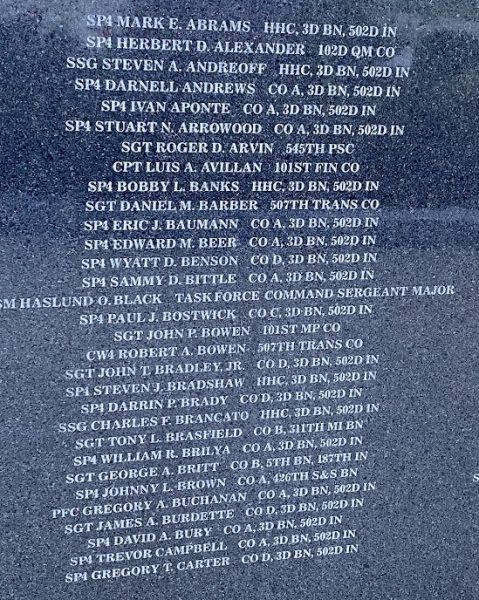 SP4 MARK E. ABRAMS HHC, 3D BN, 502D IN
SP4 HERBERT D. ALEXANDER 102D QM CO
SSG STEVEN A. ANDREOFF HHC, 3D BN, 502D IN
SP4 DARNELL ANDREWS CO A, 3D BN, 502D IN
SP4 IVAN APONTE CO A, 3D BN, 502D IN
SP4 STUART N. ARROWOOD CO A, 3D BN, 502D IN
SGT ROGER D. ARVIN 545TH PSC
CPT LUIS A. AVILLAN 101ST FIN CO
SP4 BOBBY L. BANKS HHC, 3D BN, 502D IN
SGT DANIEL M. BARBER 507TH TRANS CO
SP4 ERIC J. BAUMANN CO A, 3D BN, 502D IN
SP4 EDWARD M. BEER CO A, 3D BN, 502D IN
SP4 WYATT D. BENSON CO D, 3D BN, 502D IN
SP4 SAMMY D. BITTLE CO A, 3D BN, 502D IN
SM HASLUND O. BLACK TASK FORCE COMMAND SERGEANT MAJOR
SP4 PAUL J. BOSTWICK CO C, 3D BN, 502D IN
SGT JOHN P. BOWEN 101ST MP CO
CW4 ROBERT A. BOWEN 507TH TRANS CO
SGT JOHN T. BRADLEY, JR. CO D, 3D BN, 502D IN
SP4 STEVEN J. BRADSHAW HHC, 3D BN, 502D IN
SP4 DARRIN P. BRADY CO D, 3D BN, 502D IN
SSG CHARLES F. BRANCATO HHC, 3D BN, 502D IN
SGT TONY L. BRASFIELD CO B, 311TH MI BN
SP4 WILLIAM R. BRILYA CO A, 3D BN, 502D IN
SGT GEORGE A. BRITT CO B, 5TH BN, 187TH IN
SP4 JOHNNY L. BROWN CO A, 426TH S&S BN
PFC GREGORY A. BUCHANAN CO A, 3D BN, 502D IN
SGT JAMES A. BURDETTE CO D, 3D BN, 502D IN
SP4 DAVID A. BURY CO A, 3D BN, 502D IN
SP4 TREVOR CAMPBELL CO A, 3D BN, 502D IN
SP4 GREGORY T. CARTER CO D, 3D BN, 502D IN